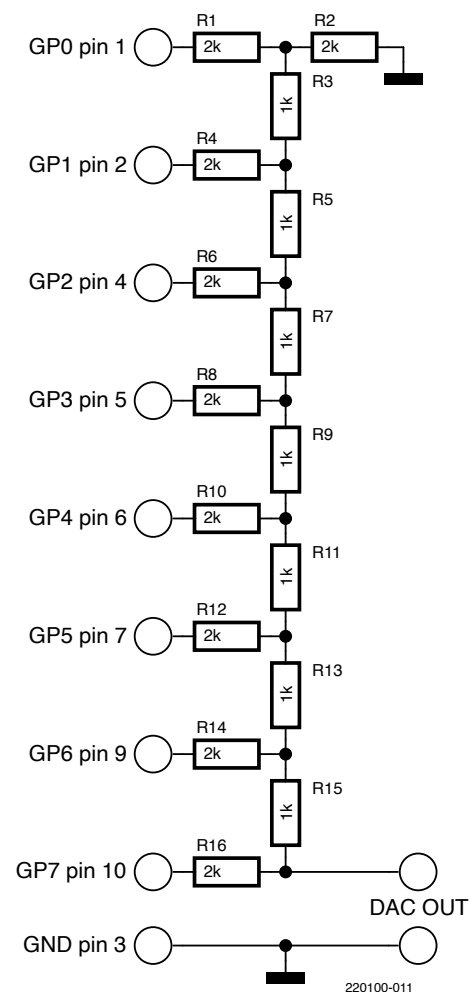 R1 R2
GP0 pin 1 2k 2k
R3
1k
R4
GP1 pin 2 2k
R5
1k
R6
GP2 pin 4 2k
R7
1k
R8
GP3 pin 5 2k
R9
1k
R10
GP4 pin 6 2k
R11
1k
R12
GP5 pin 7 2k
R13
1k
R14
GP6 pin 9 2k
R15
1k
R16
GP7 pin 10 2k
DAC OUT
GND pin 3
220100-011